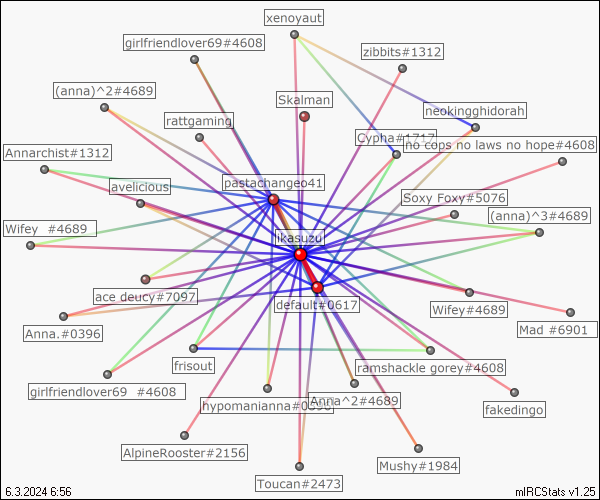 xenoyaut
girlfriendlover69#4608
zibbits#1312
(anna)^2#4689
Skalman
neokingghidorah
rattgaming
Cypha#1717
no cops no laws no hope#4608
Annarchist#1312
avelicious
pastachangeo41
Soxy Foxy#5076
(anna)^3#4689
Wifey_#4689
ikasuzu
ace deucy#7097
default#0617
Wifey#4689
Anna.#0396
Mad #6901
frisout
ramshackle gorey#4608
girlfriendlover69 #4608
hypomanianna#0396
Anna^2#4689
fakedingo
AlpineRooster#2156
Mushy#1984
Toucan#2473
6.3.2024 6:56
mIRCStats v1.25